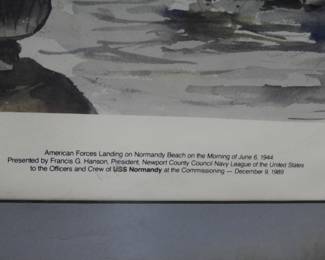 American Forces Landing on Normandy Beach on the Morning of June 6, 1944
Presented by Francis G. Hanson, President, Newport County Council Navy League of the United States
to the Officers and Crew of USS Normandy at the Commissioning — December 9, 1989